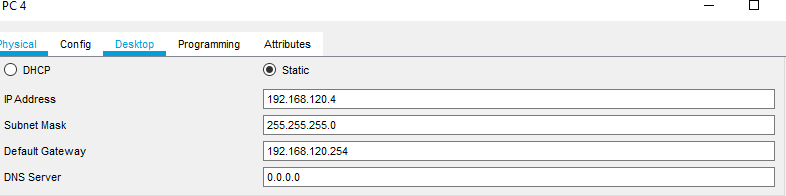 PC 4
Physical Config Desktop Programming Attributes
DHCP Static
IP Address 192.168.120.4
Subnet Mask 255.255.255.0
Default Gateway 192.168.120.254
DNS Server 0.0.0.0